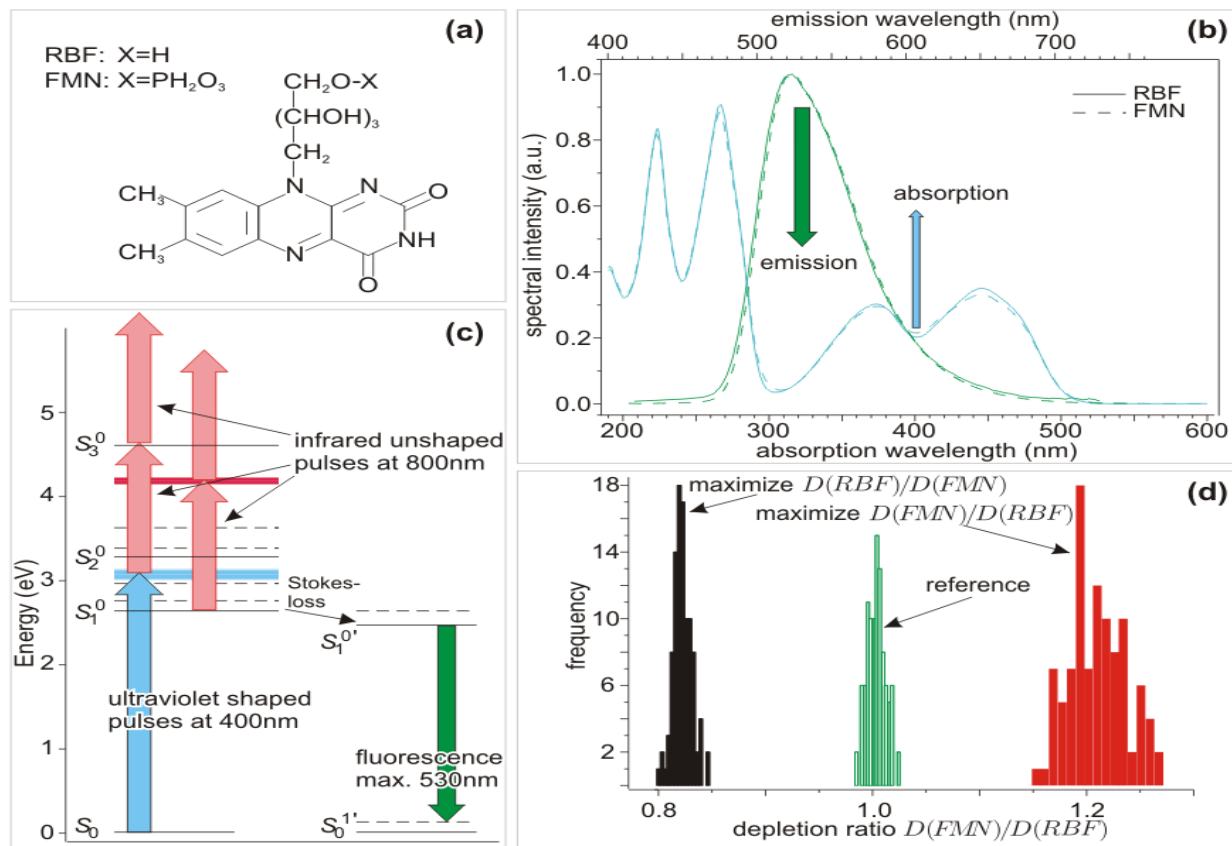 (a)
RBF: X=H
FMN: X=PH₂O₃
CH₂O-X
(CHOH)₃
CH₂
CH₃
CH₃
N
N
N
NH
O
O
emission wavelength (nm)
400 500 600 700
(b)
RBF
FMN
1.0
0.8
0.6
0.4
0.2
0.0
spectral intensity (a.u.)
absorption
emission
200 300 400 500 600
absorption wavelength (nm)
(c)
5
4
3
2
1
0
Energy (eV)
S₃⁰
S₂⁰
S₁⁰
S₀
infrared unshaped
pulses at 800nm
Stokes-
loss
S₁⁰'
ultraviolet shaped
pulses at 400nm
fluorescence
max. 530nm
S₀¹'
(d)
18
14
10
6
2
frequency
maximize D(RBF)/D(FMN)
maximize D(FMN)/D(RBF)
reference
0.8 1.0 1.2
depletion ratio D(FMN)/D(RBF)